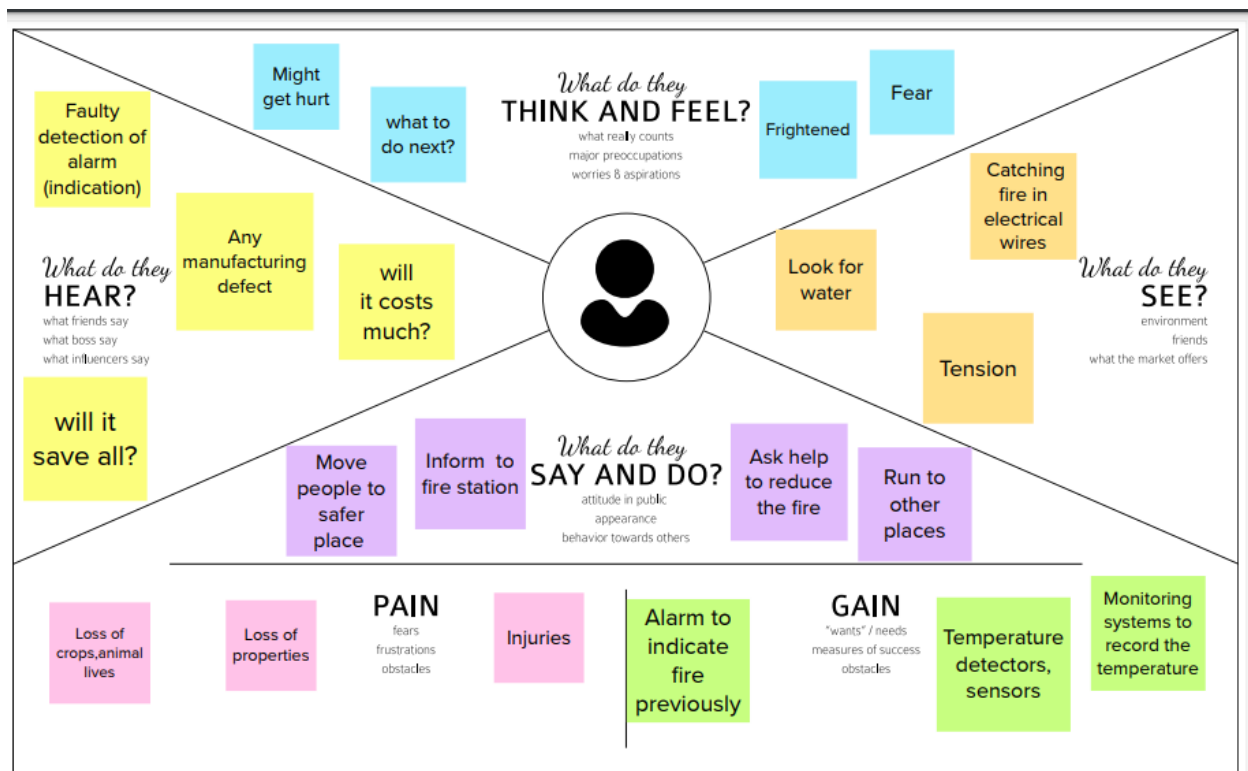 Might
get hurt
what to
do next?
What do they
THINK AND FEEL?
what really counts
major preoccupations
worries & aspirations
Frightened
Fear
Faulty
detection of
alarm
(indication)
Any
manufacturing
defect
will
it costs
much?
What do they
HEAR?
what friends say
what boss say
what influencers say
will it
save all?
Catching
fire in
electrical
wires
Look for
water
Tension
What do they
SEE?
environment
friends
what the market offers
Move
people to
safer
place
Inform to
fire station
What do they
SAY AND DO?
attitude in public
appearance
behavior towards others
Ask help
to reduce
the fire
Run to
other
places
Loss of
crops,animal
lives
Loss of
properties
PAIN
fears
frustrations
obstacles
Injuries
Alarm to
indicate
fire
previously
GAIN
"wants" / needs
measures of success
obstacles
Temperature
detectors,
sensors
Monitoring
systems to
record the
temperature